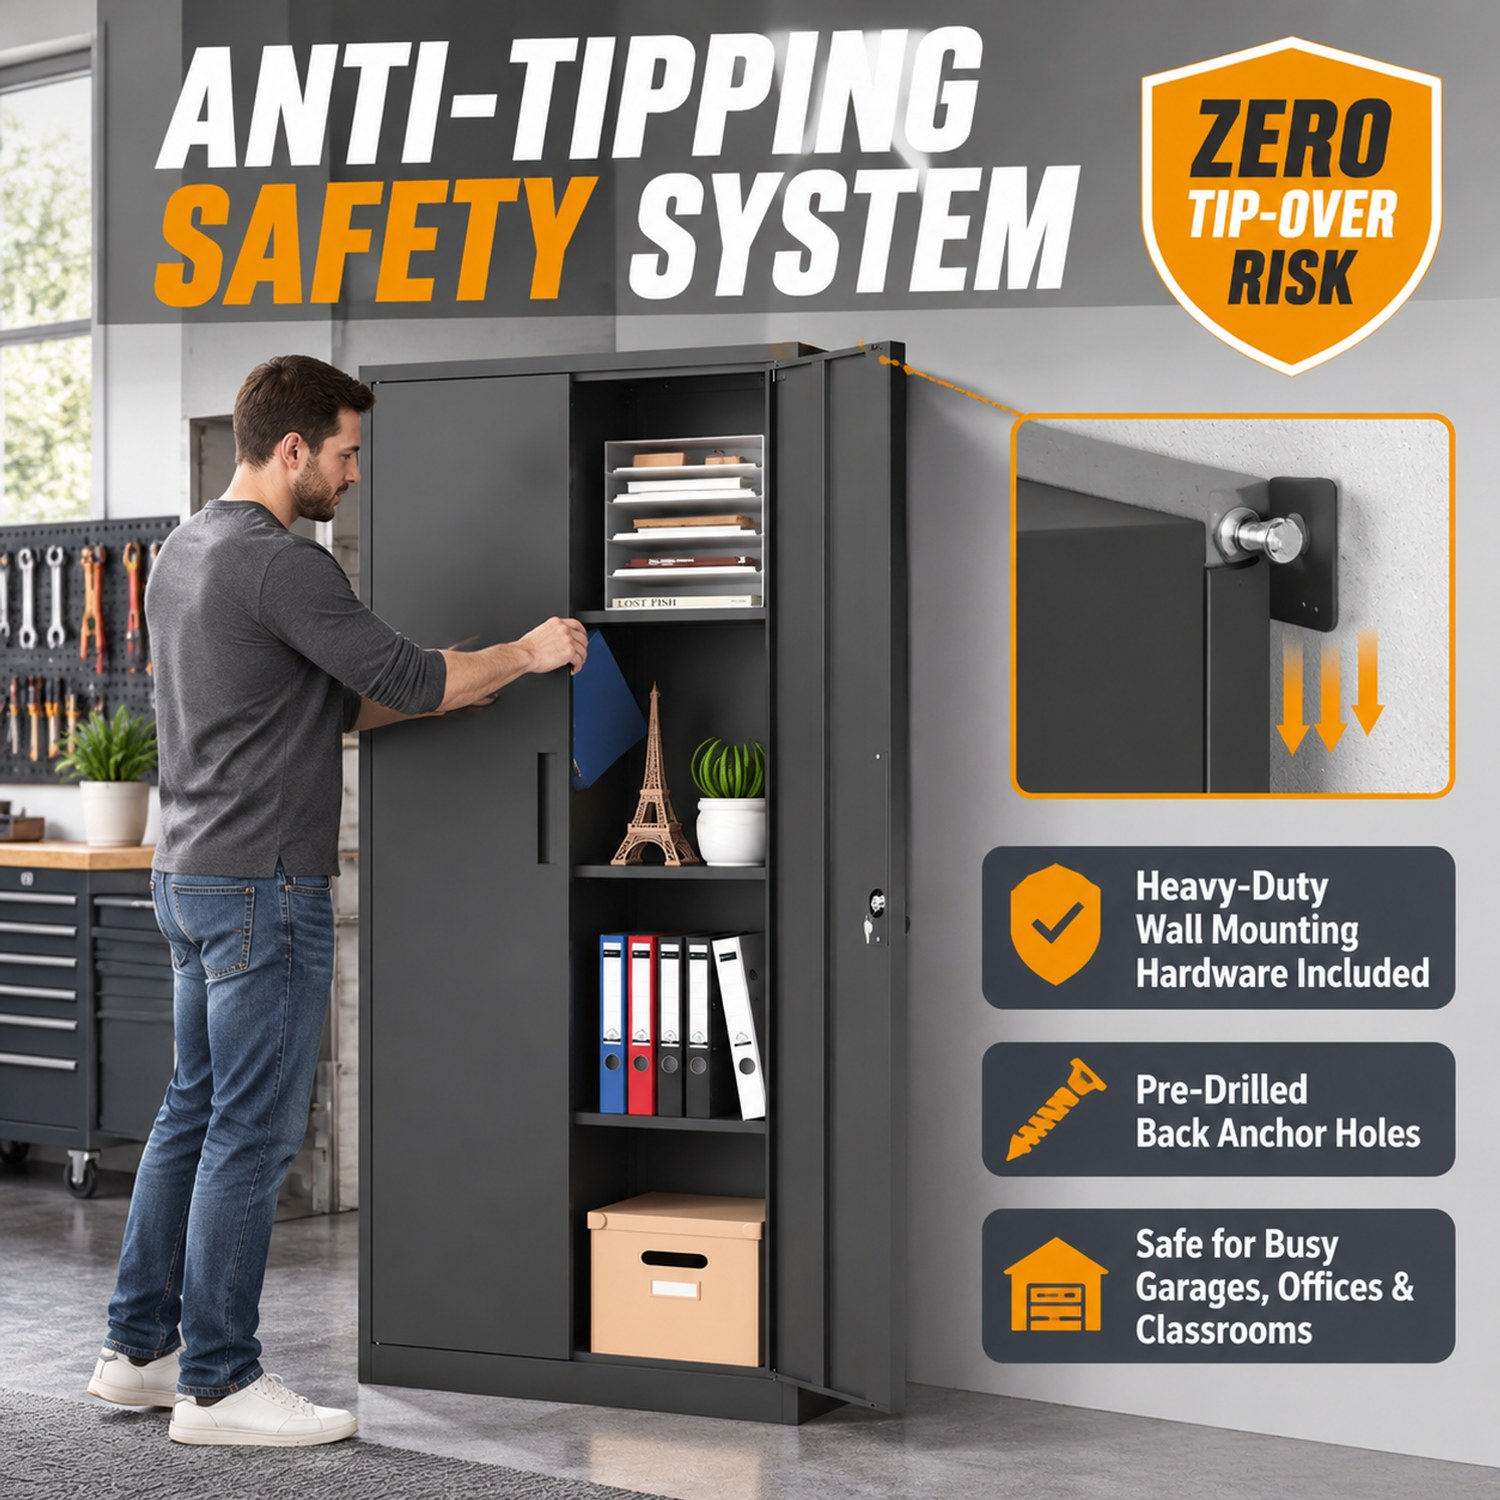 ANTI-TIPPING
SAFETY SYSTEM
ZERO
TIP-OVER
RISK
LOST FISH
Heavy-Duty
Wall Mounting
Hardware Included
Pre-Drilled
Back Anchor Holes
Safe for Busy
Garages, Offices &
Classrooms